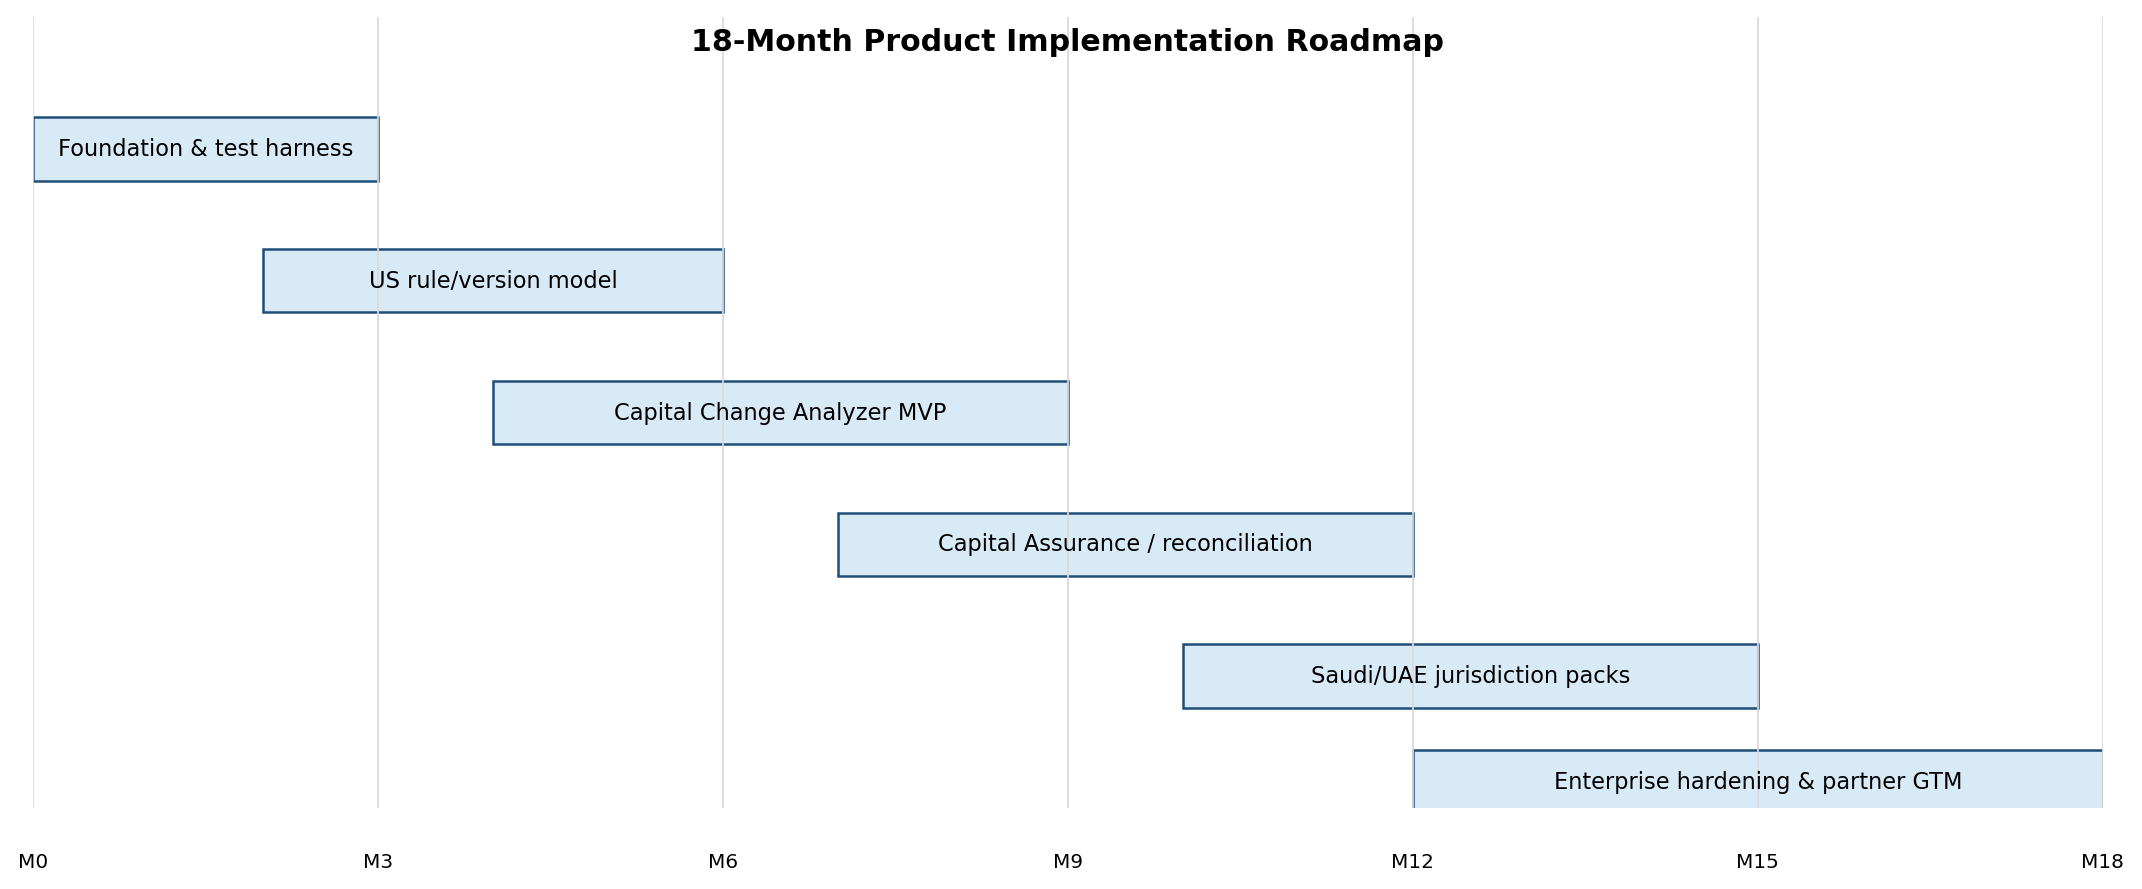 18-Month Product Implementation Roadmap
Foundation & test harness
US rule/version model
Capital Change Analyzer MVP
Capital Assurance / reconciliation
Saudi/UAE jurisdiction packs
Enterprise hardening & partner GTM
M0 M3 M6 M9 M12 M15 M18